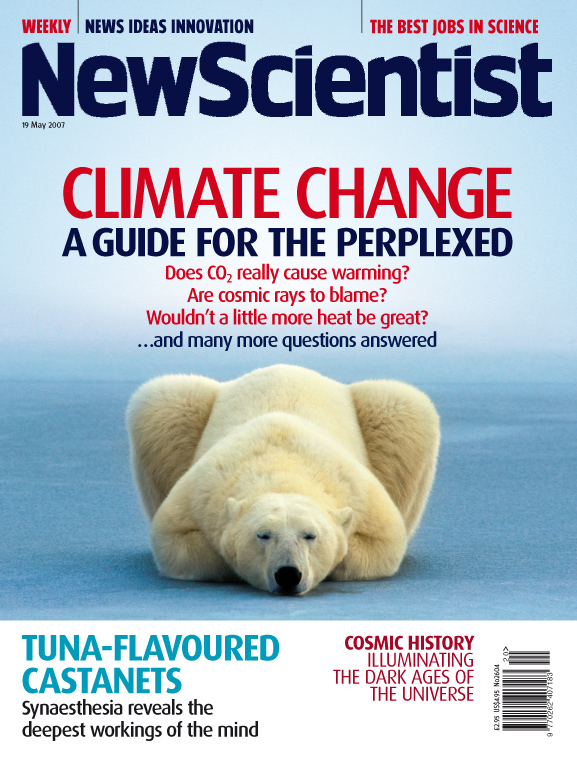 WEEKLY NEWS IDEAS INNOVATION
THE BEST JOBS IN SCIENCE
NewScientist
19 May 2007
CLIMATE CHANGE
A GUIDE FOR THE PERPLEXED
Does CO₂ really cause warming?
Are cosmic rays to blame?
Wouldn't a little more heat be great?
...and many more questions answered
TUNA-FLAVOURED
CASTANETS
Synaesthesia reveals the
deepest workings of the mind
COSMIC HISTORY
ILLUMINATING
THE DARK AGES OF
THE UNIVERSE
£2.95 US$4.95 No2604
2 0>
9 770262 407183